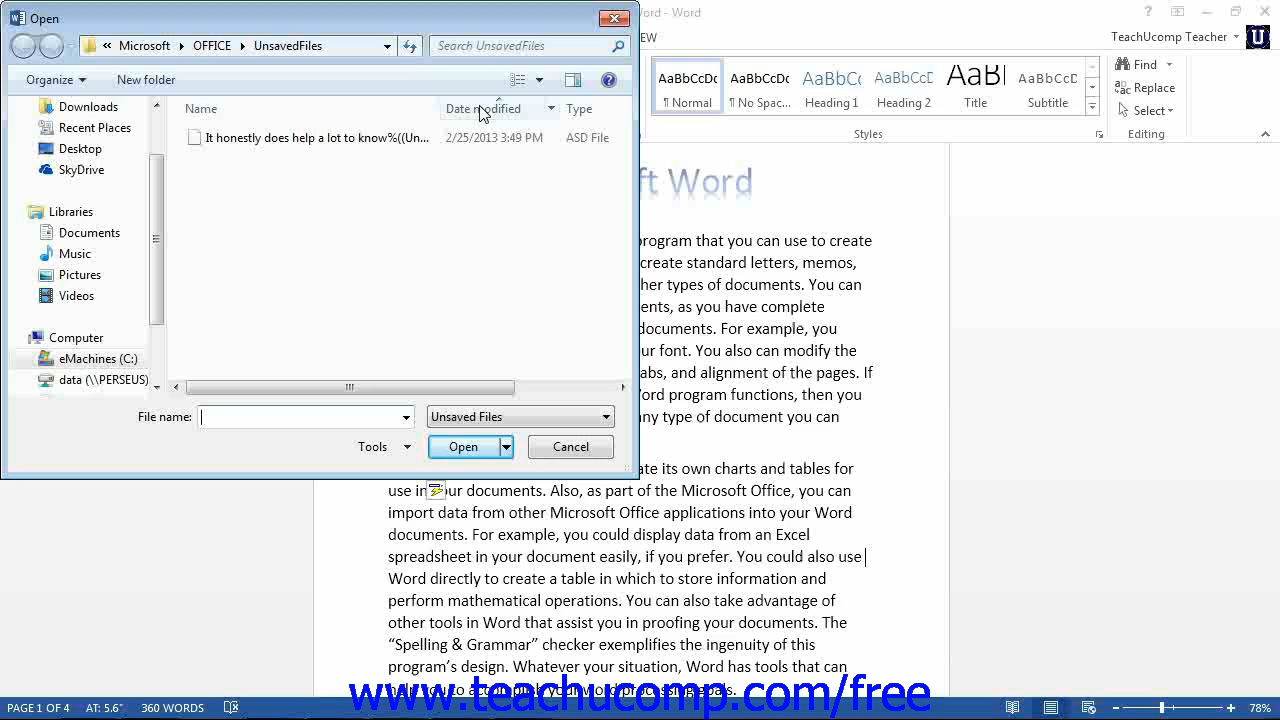 Open
ord - Word
« Microsoft OFFICE UnsavedFiles
Search UnsavedFiles
EW
TeachUcomp Teacher
U
Organize
New folder
Downloads
Recent Places
Desktop
SkyDrive
Libraries
Documents
Music
Pictures
Videos
Computer
eMachines (C:)
data (\\PERSEUS)
Name
Date modified
Type
It honestly does help a lot to know%((Un...
2/25/2013 3:49 PM
ASD File
File name:
Unsaved Files
Tools
Open
Cancel
AaBbCcDc
¶ Normal
AaBbCcDc
¶ No Spac...
AaBbCc
Heading 1
AaBbCcDc
Heading 2
AaBl
Title
AaBbCcDc
Subtitle
Styles
Find
Replace
Select
Editing
ft Word
program that you can use to create
create standard letters, memos,
her types of documents. You can
ents, as you have complete
documents. For example, you
ur font. You also can modify the
abs, and alignment of the pages. If
ord program functions, then you
any type of document you can
ate its own charts and tables for
use in our documents. Also, as part of the Microsoft Office, you can
import data from other Microsoft Office applications into your Word
documents. For example, you could display data from an Excel
spreadsheet in your document easily, if you prefer. You could also use
Word directly to create a table in which to store information and
perform mathematical operations. You can also take advantage of
other tools in Word that assist you in proofing your documents. The
“Spelling & Grammar” checker exemplifies the ingenuity of this
program’s design. Whatever your situation, Word has tools that can
help you to accomplish your word processing goals.
www.teachucomp.com/free
PAGE 1 OF 4
AT: 5.6"
360 WORDS
78%